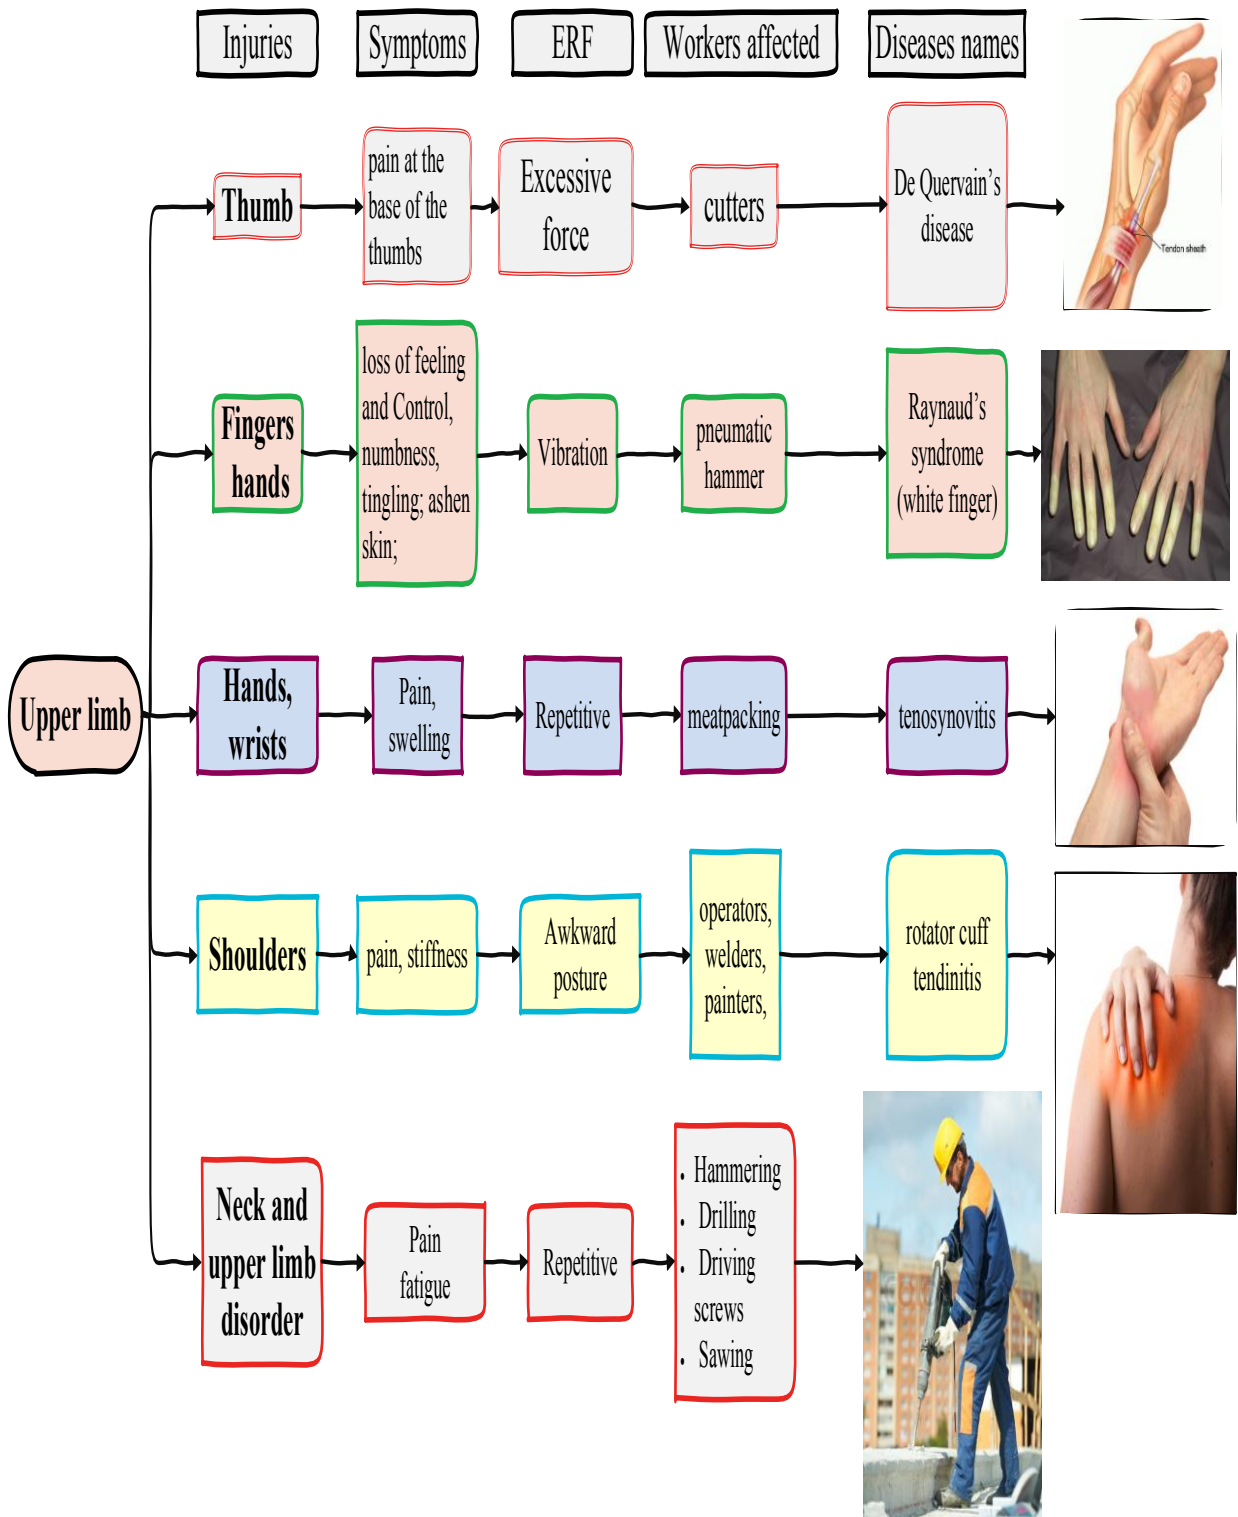 Injuries
Symptoms
ERF
Workers affected
Diseases names
Thumb
pain at the
base of the
thumbs
Excessive
force
cutters
De Quervain's
disease
Tendon sheath
Fingers
hands
loss of feeling
and Control,
numbness,
tingling; ashen
skin;
Vibration
pneumatic
hammer
Raynaud's
syndrome
(white finger)
Upper limb
Hands,
wrists
Pain,
swelling
Repetitive
meatpacking
tenosynovitis
Shoulders
pain, stiffness
Awkward
posture
operators,
welders,
painters,
rotator cuff
tendinitis
Neck and
upper limb
disorder
Pain
fatigue
Repetitive
• Hammering
• Drilling
• Driving
screws
• Sawing